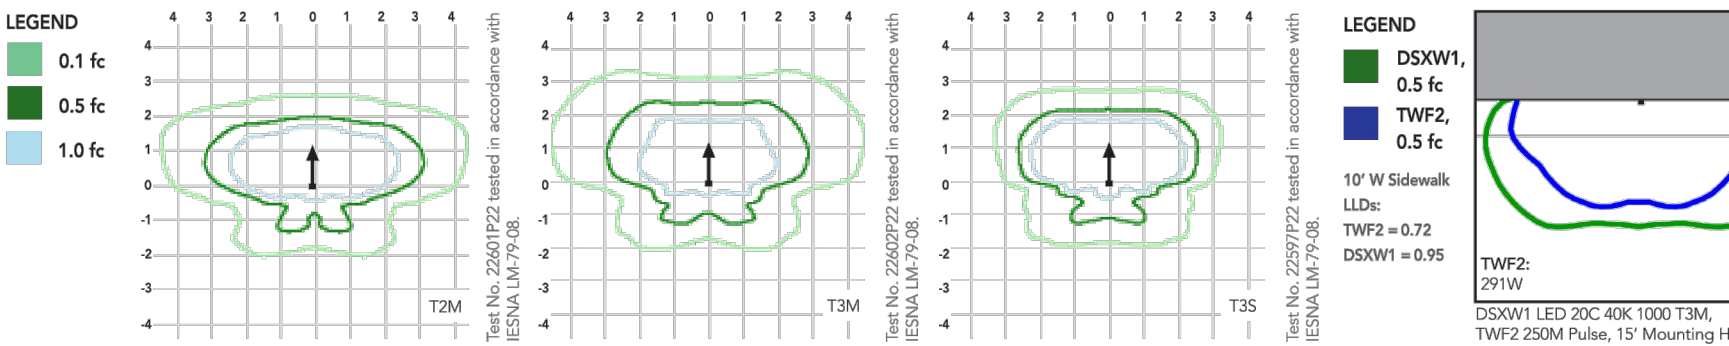 LEGEND
0.1 fc
0.5 fc
1.0 fc
4 3 2 1 0 1 2 3 4
4
3
2
1
0
-1
-2
-3
-4
T2M
Test No. 22601P22 tested in accordance with
IESNA LM-79-08.
4 3 2 1 0 1 2 3 4
4
3
2
1
0
-1
-2
-3
-4
T3M
Test No. 22602P22 tested in accordance with
IESNA LM-79-08.
4 3 2 1 0 1 2 3 4
4
3
2
1
0
-1
-2
-3
-4
T3S
Test No. 22597P22 tested in accordance with
IESNA LM-79-08.
LEGEND
DSXW1,
0.5 fc
TWF2,
0.5 fc
10' W Sidewalk
LLDs:
TWF2 = 0.72
DSXW1 = 0.95
TWF2:
291W
DSXW1 LED 20C 40K 1000 T3M,
TWF2 250M Pulse, 15' Mounting H